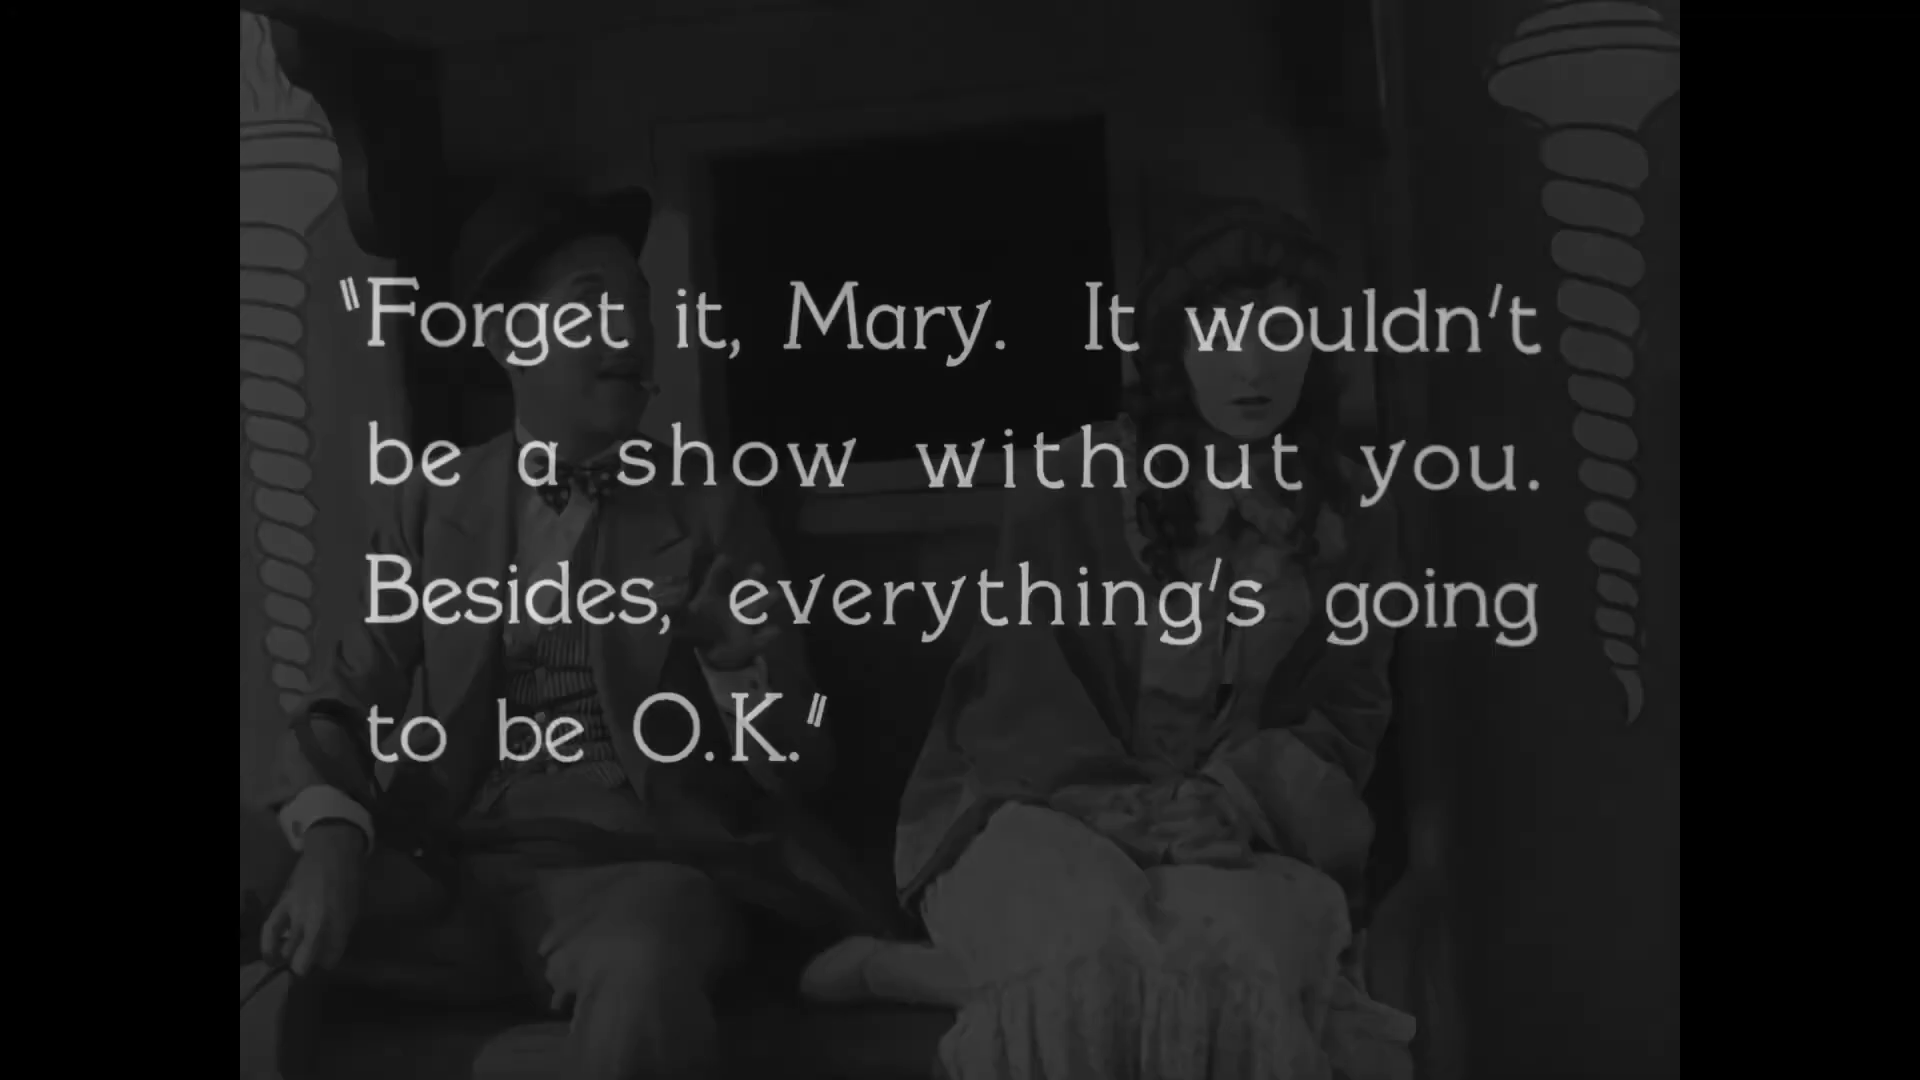 "Forget it, Mary. It wouldn't
be a show without you.
Besides, everything's going
to be O.K."